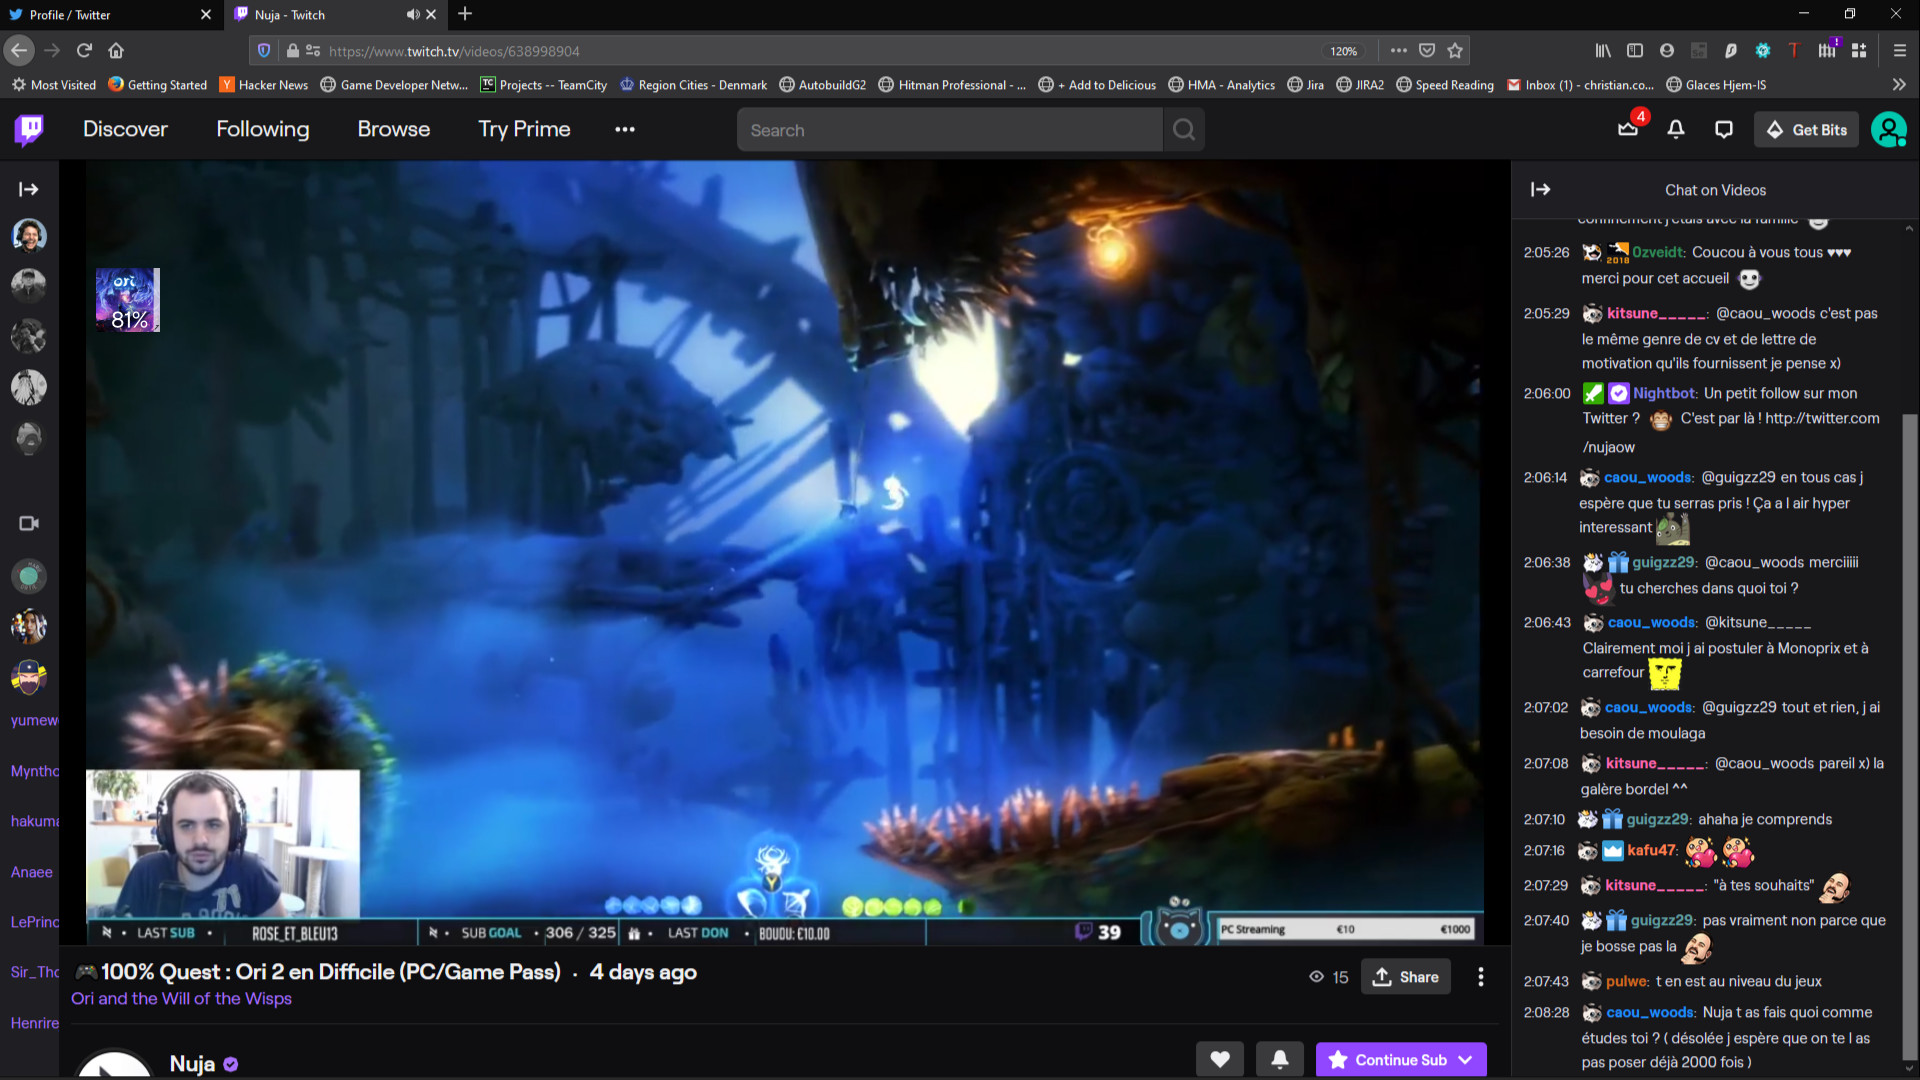 Profile / Twitter
Nuja - Twitch
https://www.twitch.tv/videos/638998904
120%
Most Visited
Getting Started
Hacker News
Game Developer Netw...
Projects -- TeamCity
Region Cities - Denmark
AutobuildG2
Hitman Professional - ...
+ Add to Delicious
HMA - Analytics
Jira
JIRA2
Speed Reading
Inbox (1) - christian.co...
Glaces Hjem-IS
Discover
Following
Browse
Try Prime
Search
4
Get Bits
Chat on Videos
ori
81%
confinement j'étais avec la famille
2:05:26 2018 0zveidt: Coucou à vous tous ♥♥♥
merci pour cet accueil
2:05:29 kitsune_____: @caou_woods c'est pas
le même genre de cv et de lettre de
motivation qu'ils fournissent je pense x)
2:06:00 Nightbot: Un petit follow sur mon
Twitter ? C'est par là ! http://twitter.com
/nujaow
2:06:14 caou_woods: @guigzz29 en tous cas j
espère que tu serras pris ! Ça a l air hyper
interessant
2:06:38 guigzz29: @caou_woods merciiiii
tu cherches dans quoi toi ?
2:06:43 caou_woods: @kitsune_____
Clairement moi j ai postuler à Monoprix et à
carrefour
2:07:02 caou_woods: @guigzz29 tout et rien, j ai
besoin de moulaga
2:07:08 kitsune_____: @caou_woods pareil x) la
galère bordel ^^
2:07:10 guigzz29: ahaha je comprends
2:07:16 kafu47:
2:07:29 kitsune_____: "à tes souhaits"
2:07:40 guigzz29: pas vraiment non parce que
je bosse pas la
2:07:43 pulwe: t en est au niveau du jeux
2:08:28 caou_woods: Nuja t as fais quoi comme
études toi ? ( désolée j espère que on te l as
pas poser déjà 2000 fois )
yumew
Myntho
hakuma
Anaee
LePrinc
Sir_Tho
Henrire
Y
LAST SUB • ROSE_ET_BLEU13
SUB GOAL • 306 / 325
LAST DON • BOUDU: €10.00
39
PC Streaming €10 €1000
100% Quest : Ori 2 en Difficile (PC/Game Pass) · 4 days ago
15
Share
Ori and the Will of the Wisps
Nuja
Continue Sub